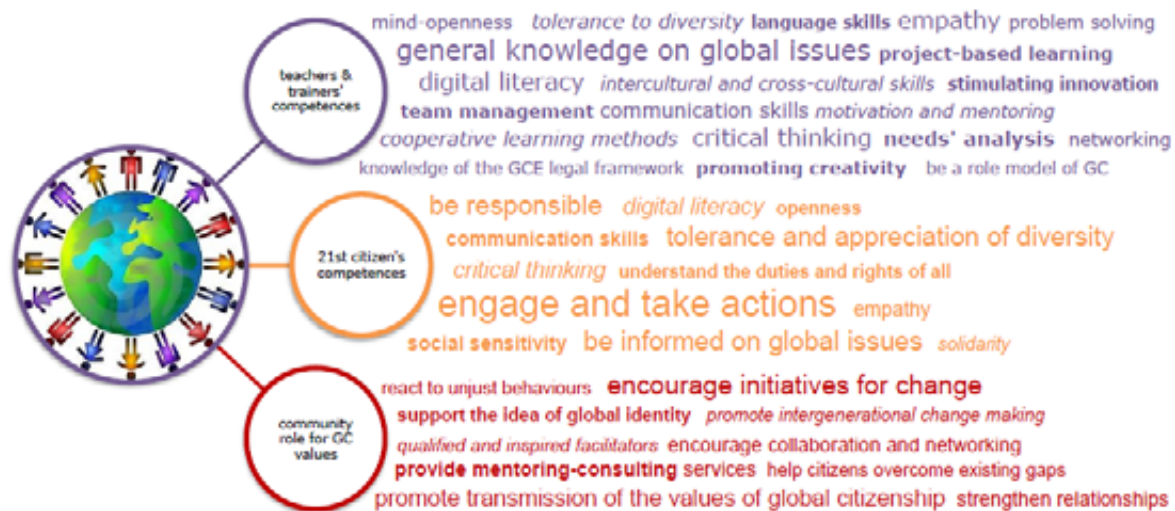 mind-openness tolerance to diversity language skills empathy problem solving
general knowledge on global issues project-based learning
teachers &
trainers'
competences
digital literacy intercultural and cross-cultural skills stimulating innovation
team management communication skills motivation and mentoring
cooperative learning methods critical thinking needs' analysis networking
knowledge of the GCE legal framework promoting creativity be a role model of GC
be responsible digital literacy openness
communication skills tolerance and appreciation of diversity
21st citizen's
competences
critical thinking understand the duties and rights of all
engage and take actions empathy
social sensitivity be informed on global issues solidarity
react to unjust behaviours encourage initiatives for change
support the idea of global identity promote intergenerational change making
community
role for GC
values
qualified and inspired facilitators encourage collaboration and networking
provide mentoring-consulting services help citizens overcome existing gaps
promote transmission of the values of global citizenship strengthen relationships